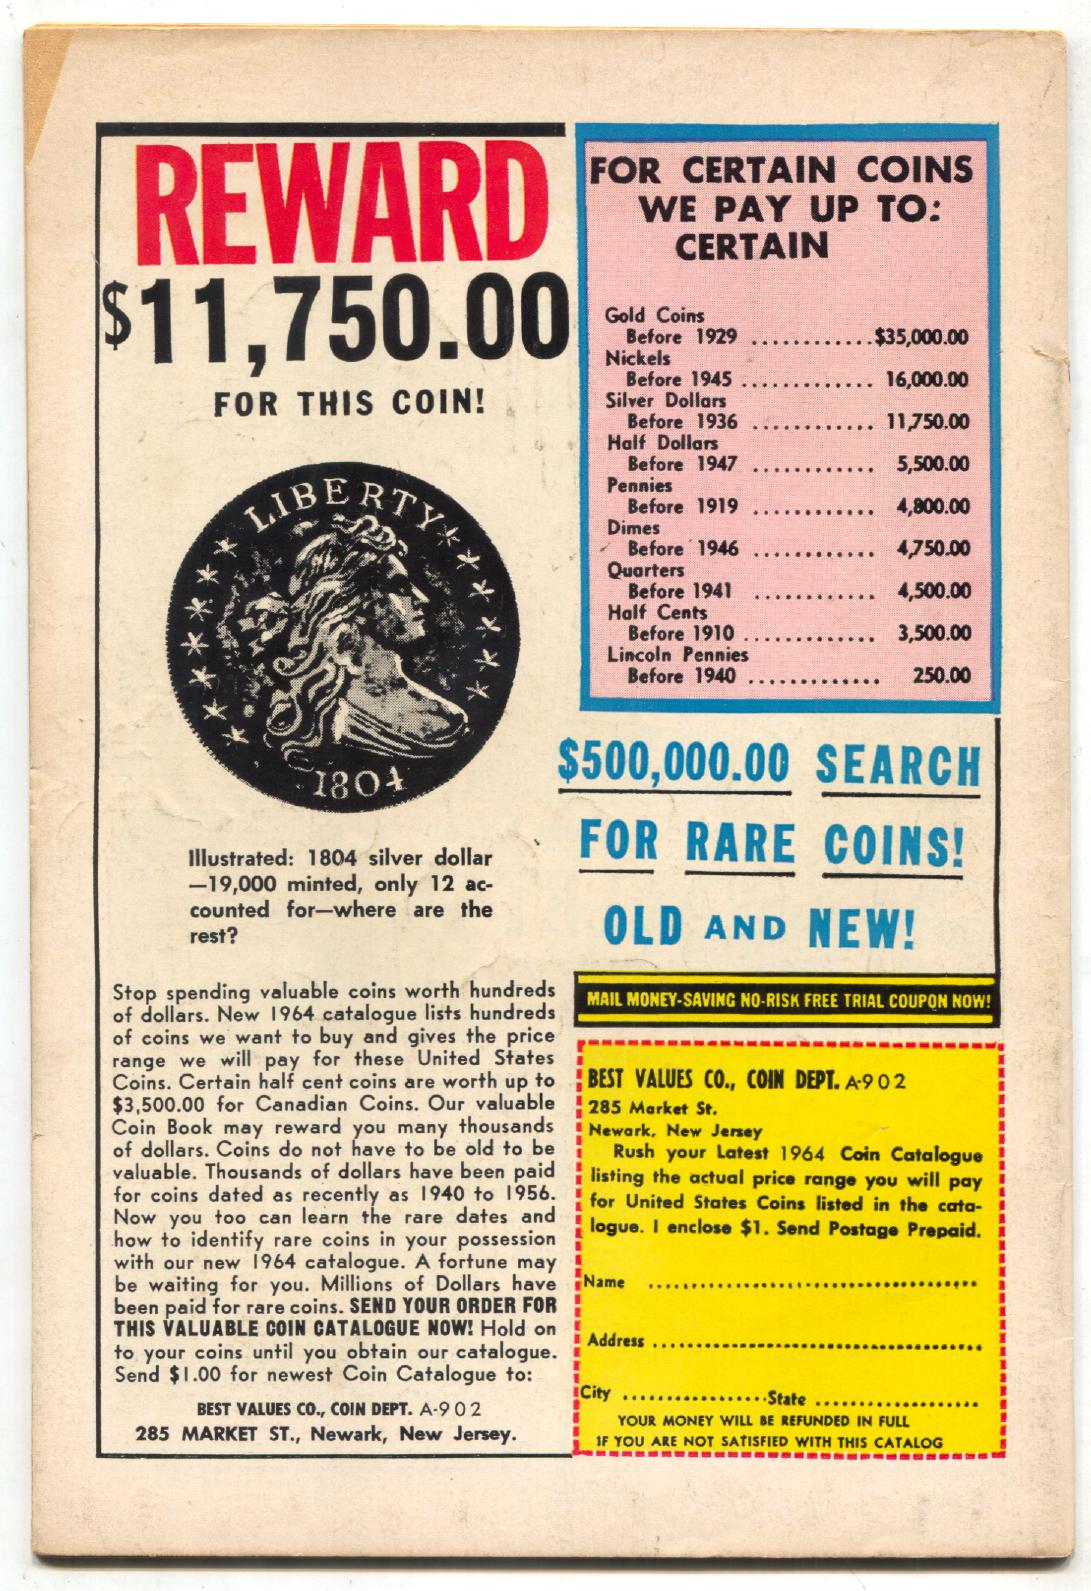 REWARD
$11,750.00
FOR THIS COIN!
LIBERTY
1804
Illustrated: 1804 silver dollar
—19,000 minted, only 12 ac-
counted for—where are the
rest?
Stop spending valuable coins worth hundreds
of dollars. New 1964 catalogue lists hundreds
of coins we want to buy and gives the price
range we will pay for these United States
Coins. Certain half cent coins are worth up to
$3,500.00 for Canadian Coins. Our valuable
Coin Book may reward you many thousands
of dollars. Coins do not have to be old to be
valuable. Thousands of dollars have been paid
for coins dated as recently as 1940 to 1956.
Now you too can learn the rare dates and
how to identify rare coins in your possession
with our new 1964 catalogue. A fortune may
be waiting for you. Millions of Dollars have
been paid for rare coins. SEND YOUR ORDER FOR
THIS VALUABLE COIN CATALOGUE NOW! Hold on
to your coins until you obtain our catalogue.
Send $1.00 for newest Coin Catalogue to:
BEST VALUES CO., COIN DEPT. A-902
285 MARKET ST., Newark, New Jersey.
FOR CERTAIN COINS
WE PAY UP TO:
CERTAIN
Gold Coins
Before 1929 ............$35,000.00
Nickels
Before 1945 ............. 16,000.00
Silver Dollars
Before 1936 ............ 11,750.00
Half Dollars
Before 1947 ............ 5,500.00
Pennies
Before 1919 ............ 4,800.00
Dimes
Before 1946 ............ 4,750.00
Quarters
Before 1941 ............ 4,500.00
Half Cents
Before 1910 ............. 3,500.00
Lincoln Pennies
Before 1940 ............. 250.00
$500,000.00 SEARCH
FOR RARE COINS!
OLD AND NEW!
MAIL MONEY-SAVING NO-RISK FREE TRIAL COUPON NOW!
BEST VALUES CO., COIN DEPT. A-902
285 Market St.
Newark, New Jersey
Rush your Latest 1964 Coin Catalogue
listing the actual price range you will pay
for United States Coins listed in the cata-
logue. I enclose $1. Send Postage Prepaid.
Name ........................................
Address ........................................
City .................State ....................
YOUR MONEY WILL BE REFUNDED IN FULL
IF YOU ARE NOT SATISFIED WITH THIS CATALOG